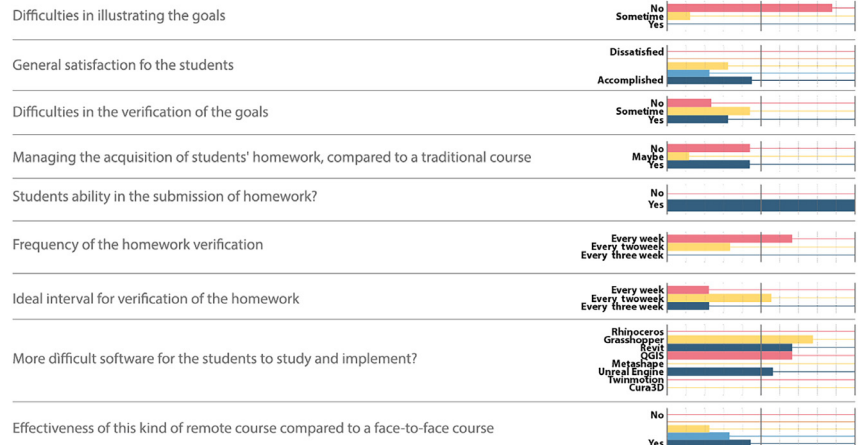 Difficulties in illustrating the goals
No
Sometime
Yes
General satisfaction fo the students
Dissatisfied
Accomplished
Difficulties in the verification of the goals
No
Sometime
Yes
Managing the acquisition of students' homework, compared to a traditional course
No
Maybe
Yes
Students ability in the submission of homework?
No
Yes
Frequency of the homework verification
Every week
Every twoweek
Every three week
Ideal interval for verification of the homework
Every week
Every twoweek
Every three week
More difficult software for the students to study and implement?
Rhinoceros
Grasshopper
Revit
QGIS
Metashape
Unreal Engine
Twinmotion
Cura3D
Effectiveness of this kind of remote course compared to a face-to-face course
No
Yes